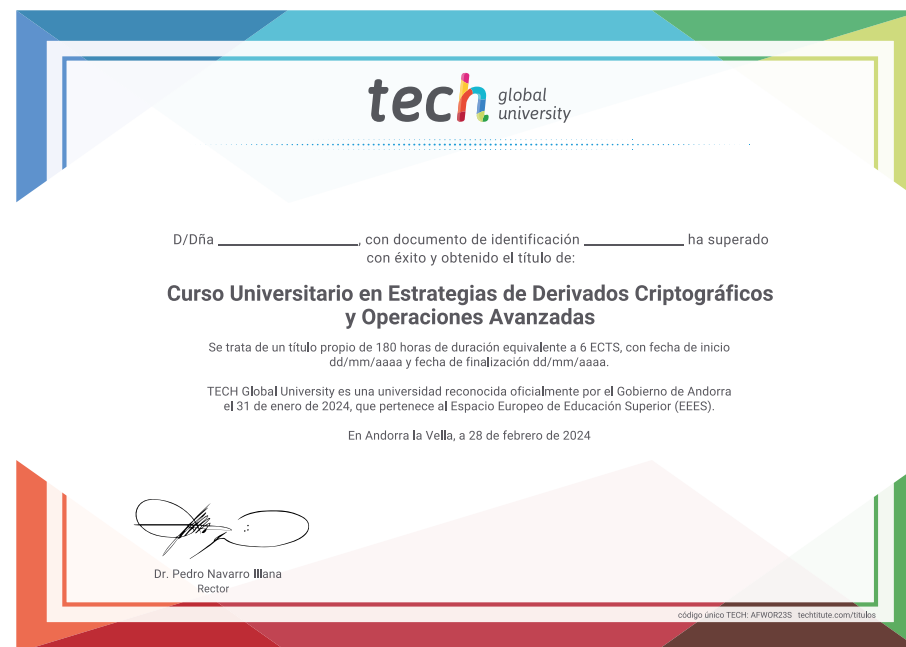 tech global university
D/Dña ____________, con documento de identificación ____________ ha superado
con éxito y obtenido el título de:
Curso Universitario en Estrategias de Derivados Criptográficos
y Operaciones Avanzadas
Se trata de un título propio de 180 horas de duración equivalente a 6 ECTS, con fecha de inicio
dd/mm/aaaa y fecha de finalización dd/mm/aaaa.
TECH Global University es una universidad reconocida oficialmente por el Gobierno de Andorra
el 31 de enero de 2024, que pertenece al Espacio Europeo de Educación Superior (EEES).
En Andorra la Vella, a 28 de febrero de 2024
Dr. Pedro Navarro Illana
Rector
código único TECH: AFWOR23S techtitute.com/titulos